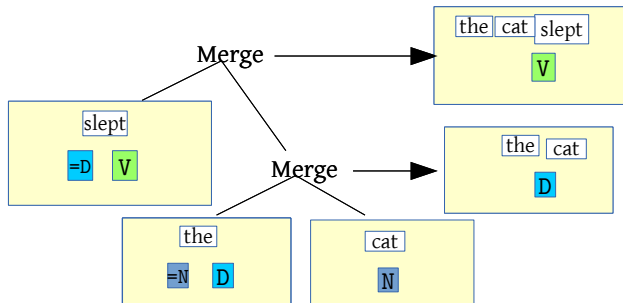 the cat slept
V
Merge
slept
=D V
the cat
D
Merge
the
=N D
cat
N